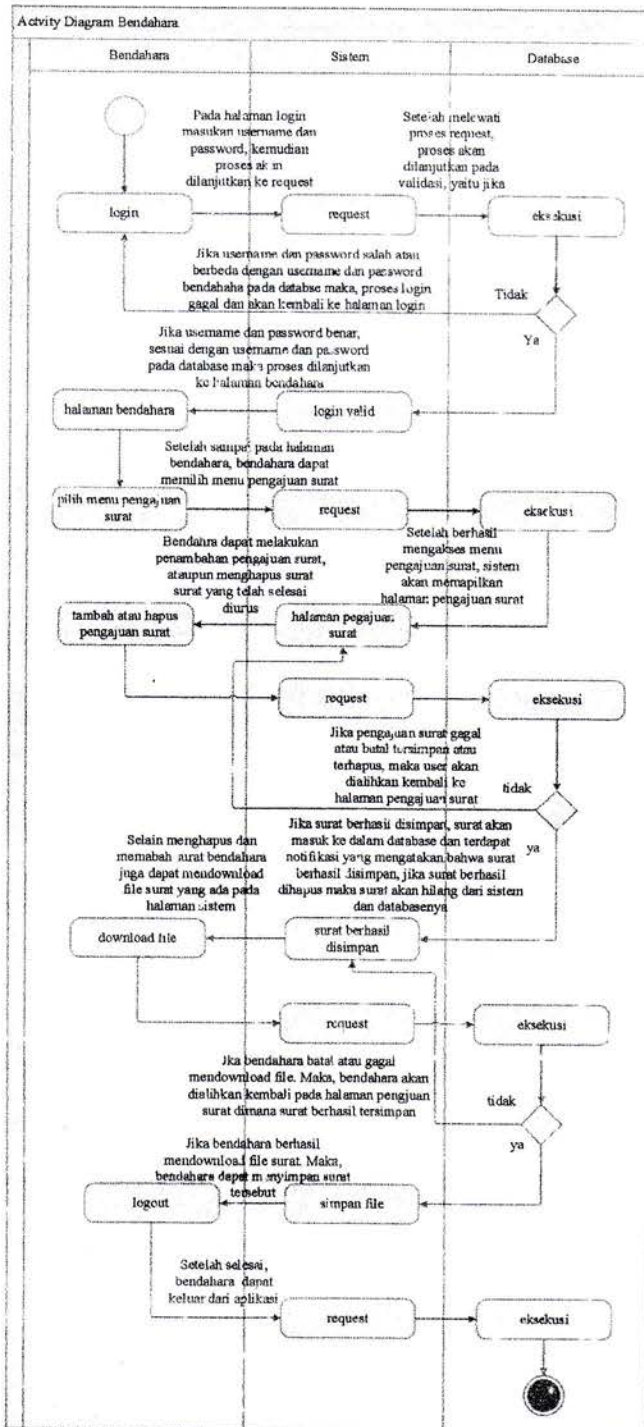 Actvity Diagram Bendahara
Bendahara
Sistem
Database
Pada halaman login
masukan username dan
password, kemudian
proses akan
dilanjutkan ke request
Setelah melewati
proses request,
proses akan
dilanjutkan pada
validasi, yaitu jika
login
request
eksekusi
Jika username dan password salah atau
berbeda dengan username dan password
bendahaha pada databse maka, proses login
gagal dan akan kembali ke halaman login
Tidak
Ya
Jika username dan password benar,
sesuai dengan username dan password
pada database maka proses dilanjutkan
ke halaman bendahara
halaman bendahara
login valid
Setelah sampai pada halaman
bendahara, bendahara dapat
memilih menu pengajuan surat
pilih menu pengajuan
surat
request
eksekusi
Bendahra dapat melakukan
penambahan pengajuan surat,
ataupun menghapus surat
surat yang telah selesai
diurus
Setelah berhasil
mengakses menu
pengajuan surat, sistem
akan memapilkan
halaman pengajuan surat
tambah atau hapus
pengajuan surat
halaman pegajuan
surat
request
eksekusi
Jika pengajuan surat gagal
atau batal tersimpan atau
terhapus, maka user akan
dialihkan kembali ke
halaman pengajuan surat
tidak
ya
Selain menghapus dan
memabah surat bendahara
juga dapat mendownload
file surat yang ada pada
halaman sistem
Jika surat berhasil disimpan, surat akan
masuk ke dalam database dan terdapat
notifikasi yang mengatakan bahwa surat
berhasil disimpan, jika surat berhasil
dihapus maku surat akan hilang dari sistem
dan databasenya
download file
surat berhasil
disimpan
request
eksekusi
Jka bendahara batal atau gagal
mendownload file. Maka, bendahara akan
dialihkan kembali pada halaman pengjuan
surat dimana surat berhasil tersimpan
tidak
ya
Jika bendahara berhasil
mendownload file surat. Maka,
bendahara dapat menyimpan surat
tersebut
logout
simpan file
Setelah selesai,
bendahara dapat
keluar dari aplikasi
request
eksekusi